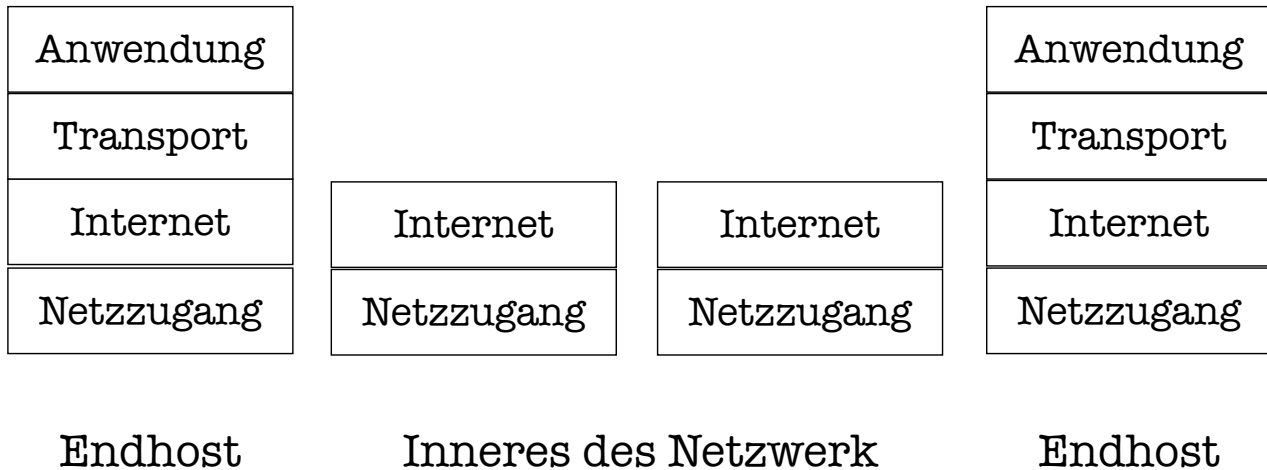 Anwendung
Transport
Internet
Netzzugang
Internet
Netzzugang
Internet
Netzzugang
Anwendung
Transport
Internet
Netzzugang
Endhost
Inneres des Netzwerk
Endhost